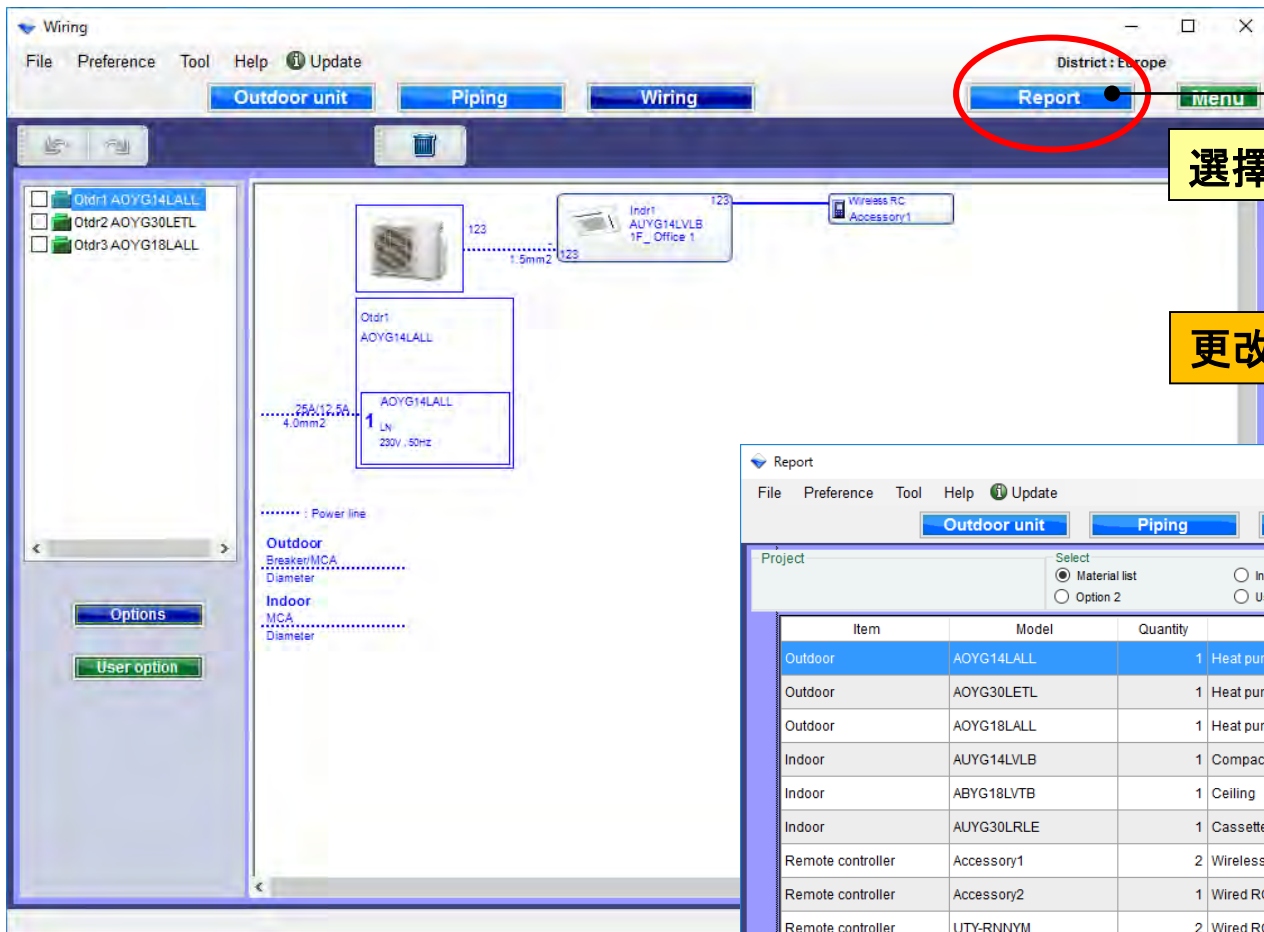 Wiring
File Preference Tool Help Update
District : Europe
Outdoor unit Piping Wiring Report Menu
選擇
Otdr1 AOYG14LALL
Otdr2 AOYG30LETL
Otdr3 AOYG18LALL
123
1.5mm2
123
Indr1
AUYG14LVLB
1F_ Office 1
123
Wireless RC
Accessory1
Otdr1
AOYG14LALL
更改
25A/12.5A
4.0mm2
AOYG14LALL
1 LN
230V , 50Hz
: Power line
Outdoor
Breaker/MCA
Diameter
Indoor
MCA
Diameter
Options
User option
Report
File Preference Tool Help Update
Outdoor unit Piping
Project
Select
Material list
Option 2
Item Model Quantity
Outdoor AOYG14LALL 1 Heat pur
Outdoor AOYG30LETL 1 Heat pur
Outdoor AOYG18LALL 1 Heat pur
Indoor AUYG14LVLB 1 Compac
Indoor ABYG18LVTB 1 Ceiling
Indoor AUYG30LRLE 1 Cassette
Remote controller Accessory1 2 Wireless
Remote controller Accessory2 1 Wired RC
Remote controller UTY-RNNYM 2 Wired RC